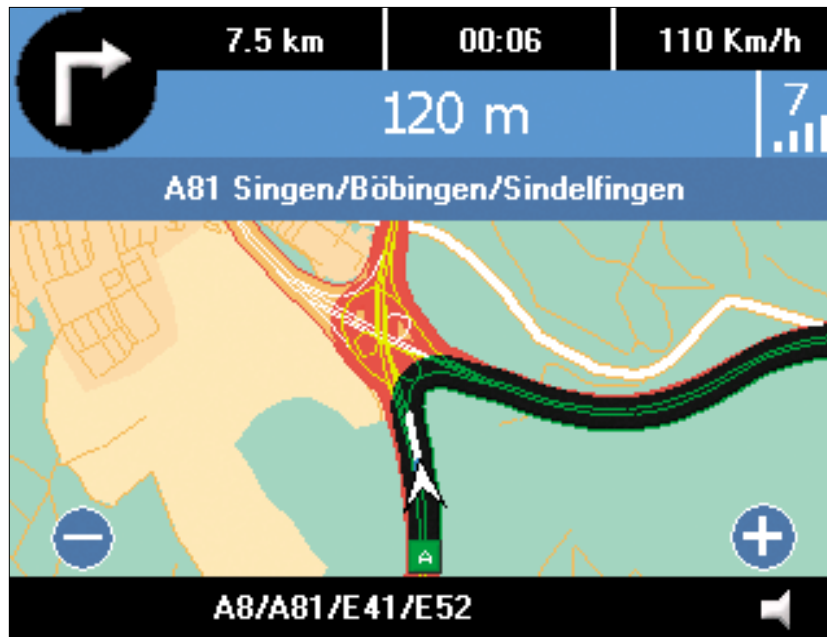 7.5 km 00:06 110 Km/h
120 m 7
A81 Singen/Böbingen/Sindelfingen
A
A8/A81/E41/E52